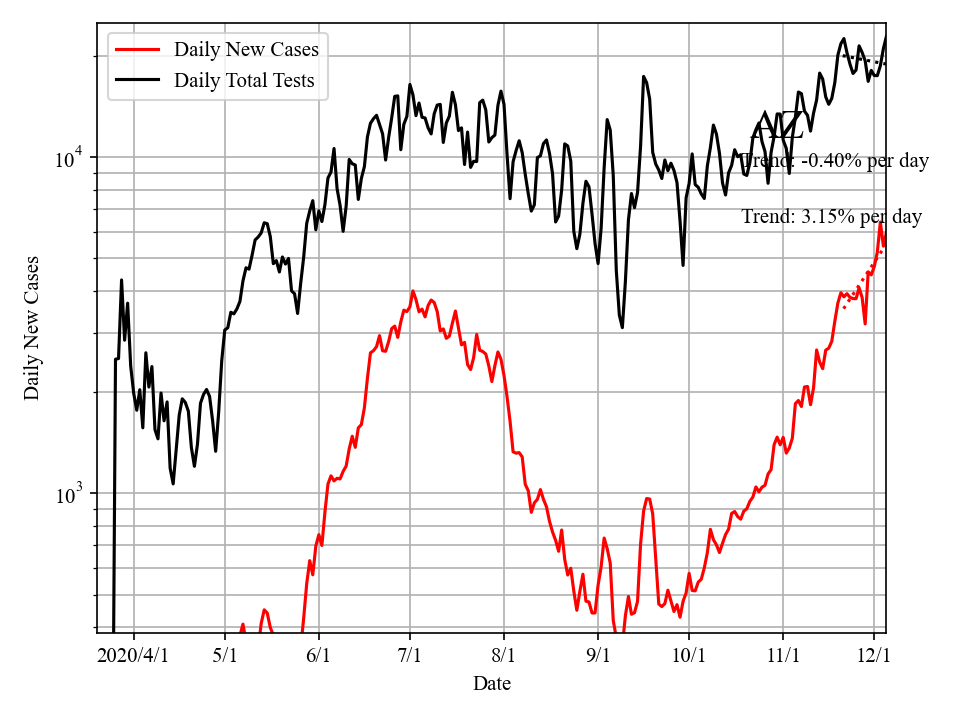 Daily New Cases
Daily Total Tests
AZ
Trend: -0.40% per day
Trend: 3.15% per day
10^4
10^3
Daily New Cases
2020/4/1 5/1 6/1 7/1 8/1 9/1 10/1 11/1 12/1
Date